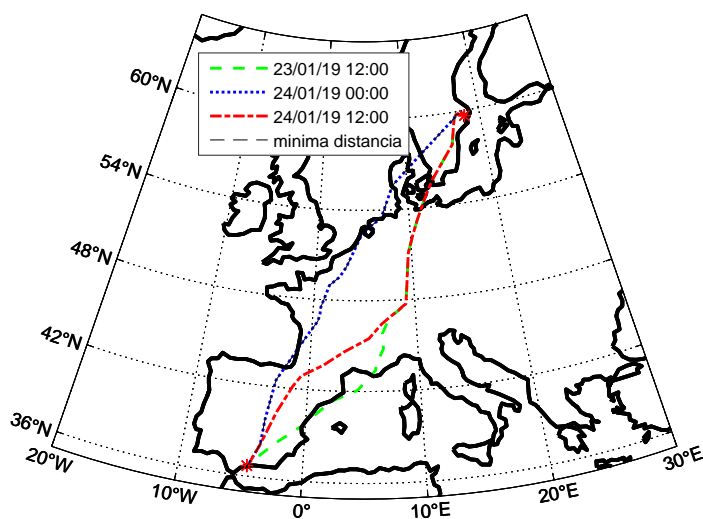 23/01/19 12:00
24/01/19 00:00
24/01/19 12:00
minima distancia
60°N
54°N
48°N
42°N
36°N
20°W
10°W
0°
10°E
20°E
30°E